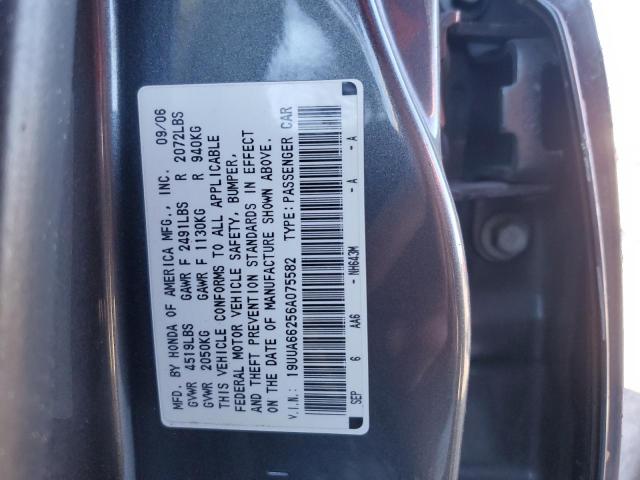 MFD. BY HONDA OF AMERICA MFG., INC. 09/06
GVWR 4519LBS GAWR F 2491LBS R 2072LBS
GVWR 2050KG GAWR F 1130KG R 940KG
THIS VEHICLE CONFORMS TO ALL APPLICABLE
FEDERAL MOTOR VEHICLE SAFETY, BUMPER,
AND THEFT PREVENTION STANDARDS IN EFFECT
ON THE DATE OF MANUFACTURE SHOWN ABOVE.
V.I.N.: 19UUA66256A075582 TYPE: PASSENGER CAR
SEP 6 AA6 - NH643M - A - A